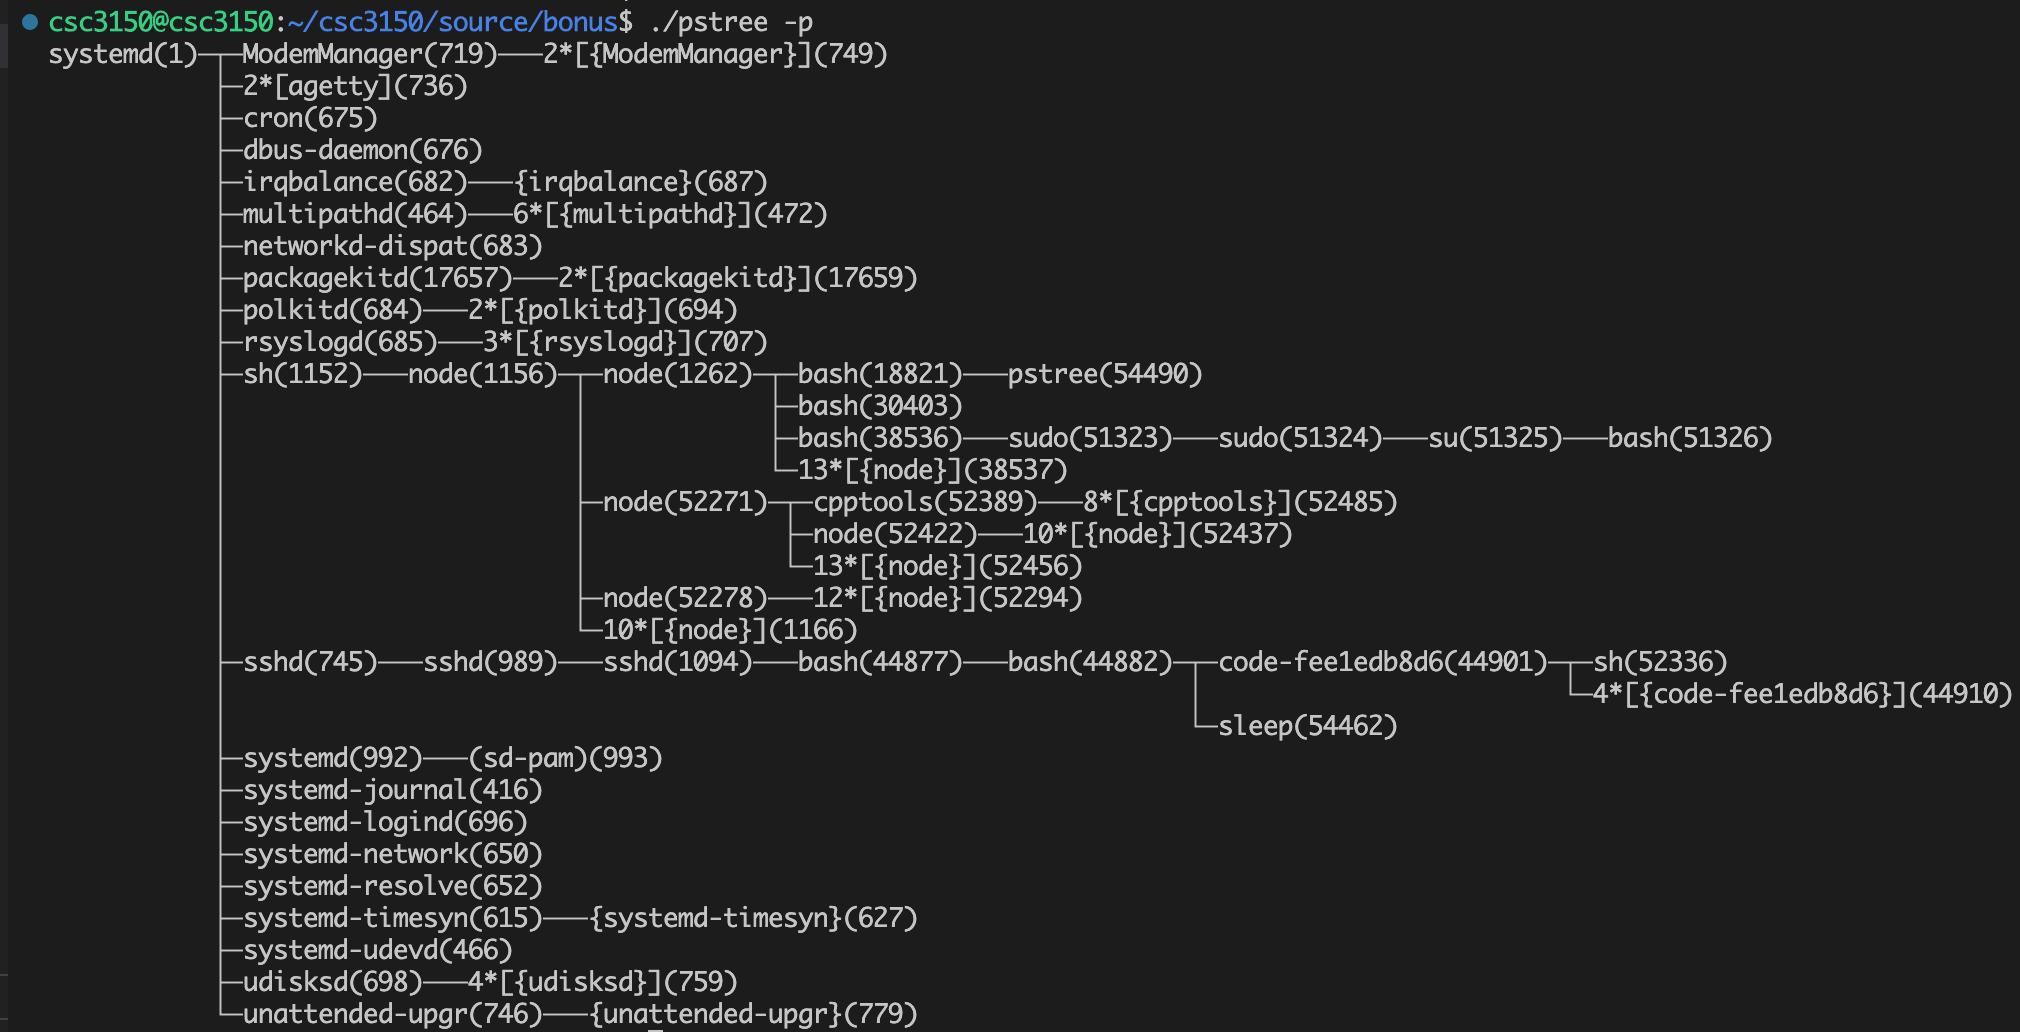 csc3150@csc3150:~/csc3150/source/bonus$ ./pstree -p
systemd(1)─┬─ModemManager(719)───2*[{ModemManager}](749)
           ├─2*[agetty](736)
           ├─cron(675)
           ├─dbus-daemon(676)
           ├─irqbalance(682)───{irqbalance}(687)
           ├─multipathd(464)───6*[{multipathd}](472)
           ├─networkd-dispat(683)
           ├─packagekitd(17657)───2*[{packagekitd}](17659)
           ├─polkitd(684)───2*[{polkitd}](694)
           ├─rsyslogd(685)───3*[{rsyslogd}](707)
           ├─sh(1152)───node(1156)─┬─node(1262)─┬─bash(18821)───pstree(54490)
           │                       │            ├─bash(30403)
           │                       │            ├─bash(38536)───sudo(51323)───sudo(51324)───su(51325)───bash(51326)
           │                       │            └─13*[{node}](38537)
           │                       ├─node(52271)─┬─cpptools(52389)───8*[{cpptools}](52485)
           │                       │             ├─node(52422)───10*[{node}](52437)
           │                       │             └─13*[{node}](52456)
           │                       ├─node(52278)───12*[{node}](52294)
           │                       └─10*[{node}](1166)
           ├─sshd(745)───sshd(989)───sshd(1094)───bash(44877)───bash(44882)─┬─code-fee1edb8d6(44901)─┬─sh(52336)
           │                                                                │                        └─4*[{code-fee1edb8d6}](44910)
           │                                                                └─sleep(54462)
           ├─systemd(992)───(sd-pam)(993)
           ├─systemd-journal(416)
           ├─systemd-logind(696)
           ├─systemd-network(650)
           ├─systemd-resolve(652)
           ├─systemd-timesyn(615)───{systemd-timesyn}(627)
           ├─systemd-udevd(466)
           ├─udisksd(698)───4*[{udisksd}](759)
           └─unattended-upgr(746)───{unattended-upgr}(779)